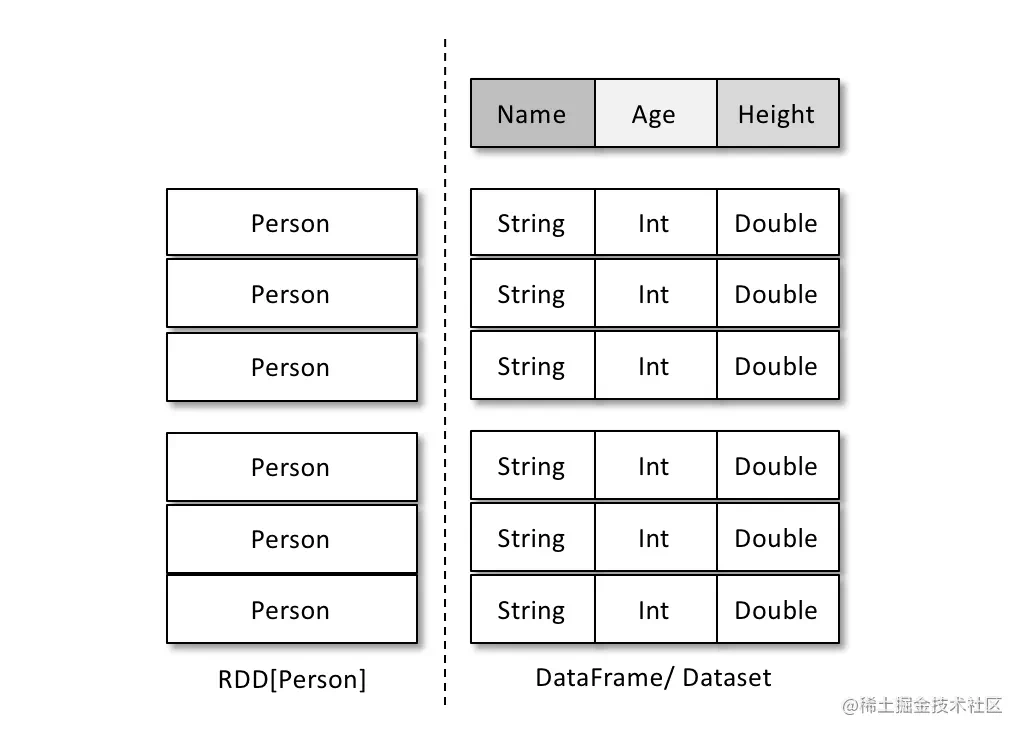 Name Age Height
Person String Int Double
Person String Int Double
Person String Int Double
Person String Int Double
Person String Int Double
Person String Int Double
RDD[Person] DataFrame/ Dataset
@稀土掘金技术社区